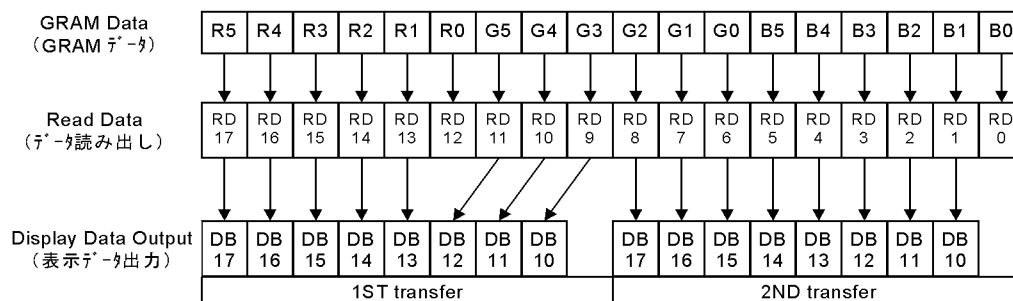 GRAM Data
(GRAM ﾃﾞｰﾀ)
R5 R4 R3 R2 R1 R0 G5 G4 G3 G2 G1 G0 B5 B4 B3 B2 B1 B0
Read Data
(ﾃﾞｰﾀ読み出し)
RD 17 RD 16 RD 15 RD 14 RD 13 RD 12 RD 11 RD 10 RD 9 RD 8 RD 7 RD 6 RD 5 RD 4 RD 3 RD 2 RD 1 RD 0
Display Data Output
(表示ﾃﾞｰﾀ出力)
DB 17 DB 16 DB 15 DB 14 DB 13 DB 12 DB 11 DB 10 DB 17 DB 16 DB 15 DB 14 DB 13 DB 12 DB 11 DB 10
1ST transfer 2ND transfer